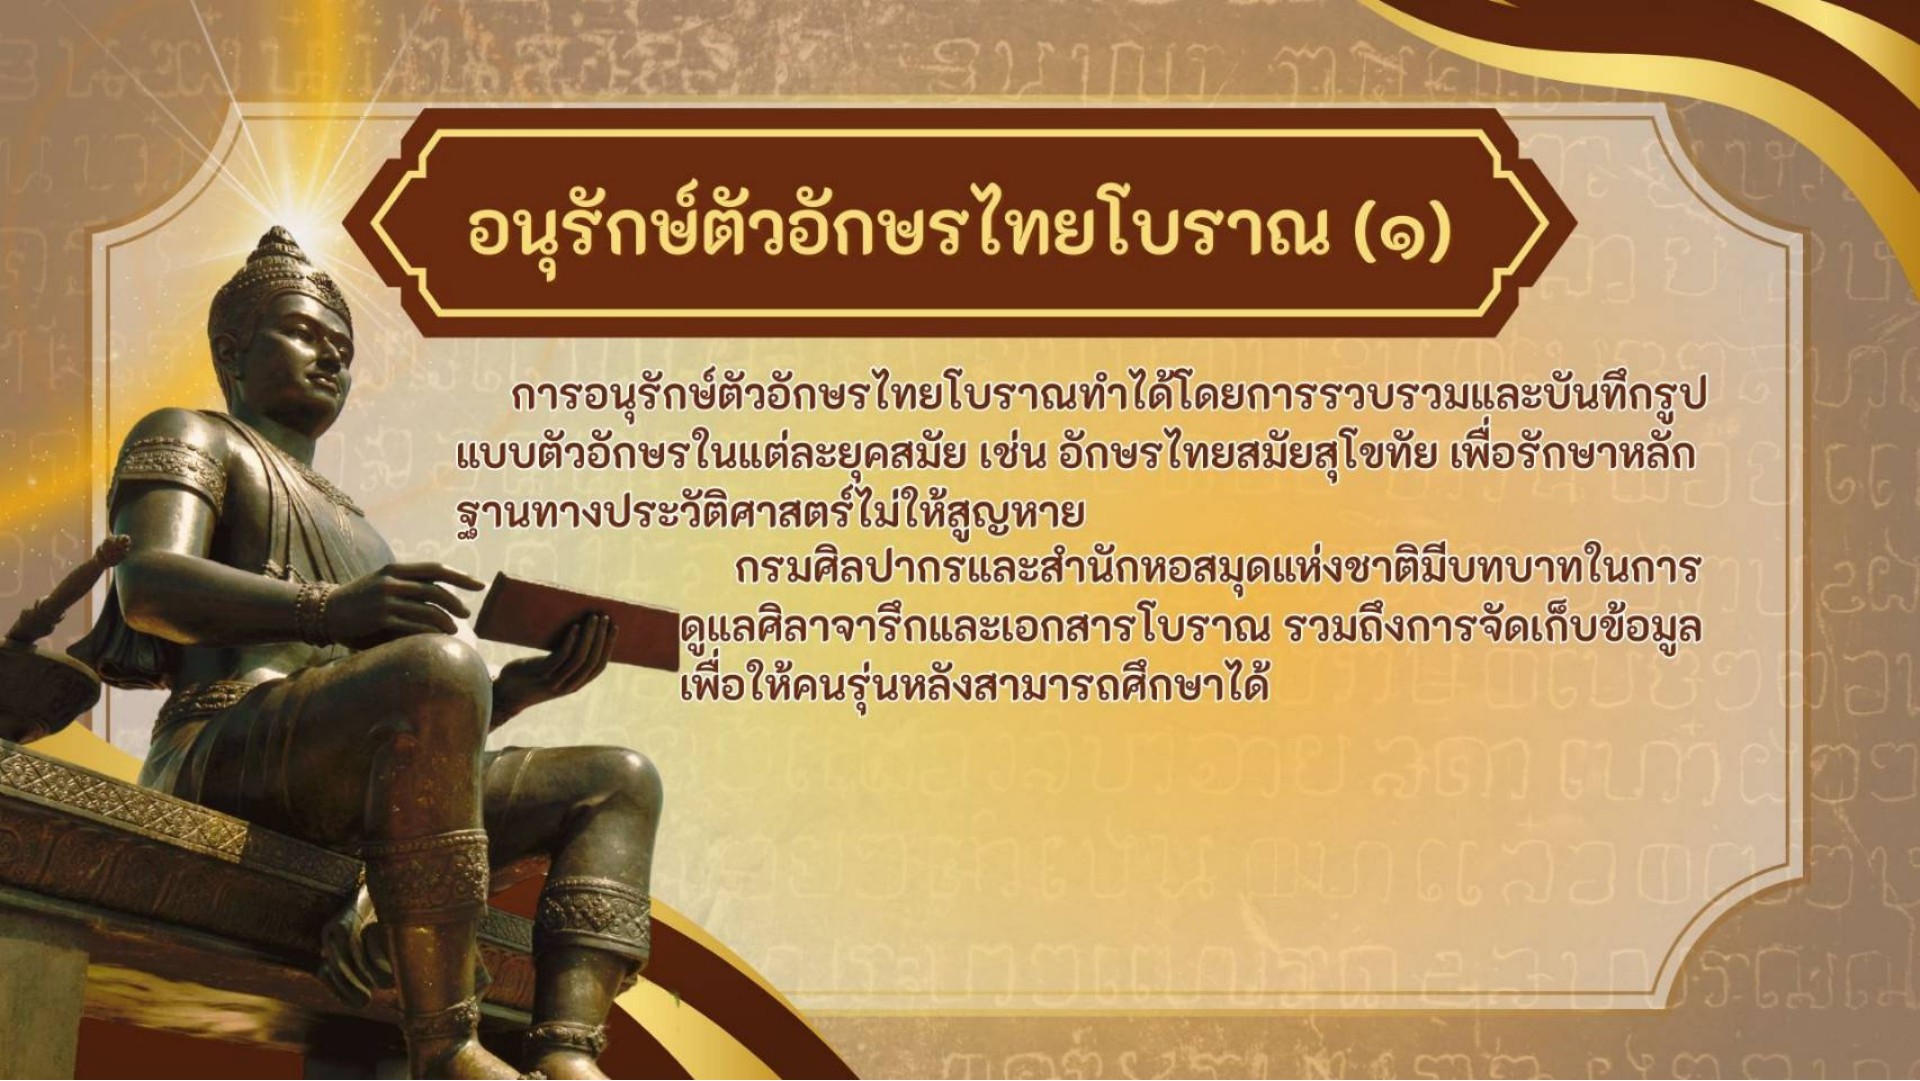 อนุรักษ์ตัวอักษรไทยโบราณ (๑)
การอนุรักษ์ตัวอักษรไทยโบราณทำได้โดยการรวบรวมและบันทึกรูป
แบบตัวอักษรในแต่ละยุคสมัย เช่น อักษรไทยสมัยสุโขทัย เพื่อรักษาหลัก
ฐานทางประวัติศาสตร์ไม่ให้สูญหาย
กรมศิลปากรและสำนักหอสมุดแห่งชาติมีบทบาทในการ
ดูแลศิลาจารึกและเอกสารโบราณ รวมถึงการจัดเก็บข้อมูล
เพื่อให้คนรุ่นหลังสามารถศึกษาได้